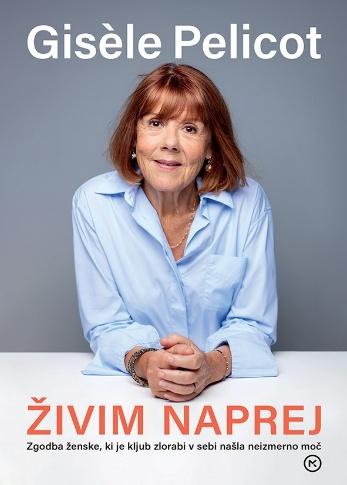 Gisèle Pelicot
ŽIVIM NAPREJ
Zgodba ženske, ki je kljub zlorabi v sebi našla neizmerno moč